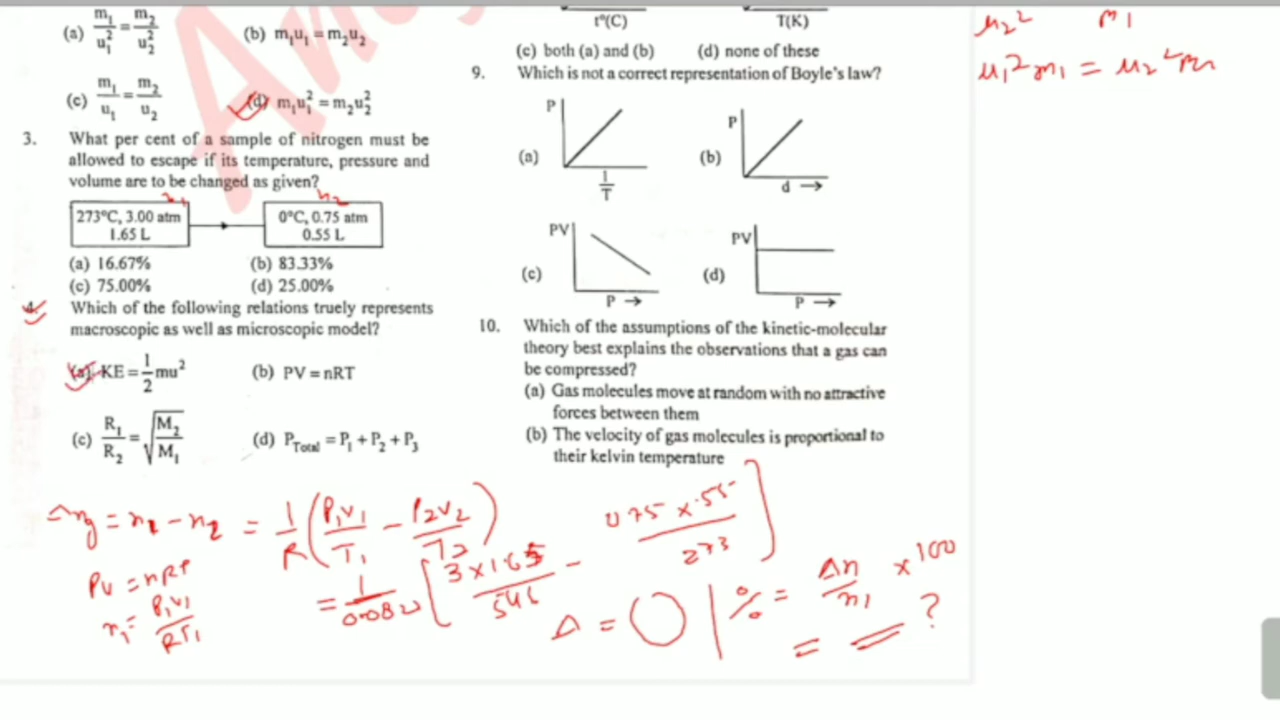 (a) m₁/u₁² = m₂/u₂² (b) m₁u₁ = m₂u₂
(c) m₁/u₁ = m₂/u₂ (d) m₁u₁² = m₂u₂²
3. What per cent of a sample of nitrogen must be
allowed to escape if its temperature, pressure and
volume are to be changed as given?
n₁ n₂
273°C, 3.00 atm 0°C, 0.75 atm
1.65 L 0.55 L
(a) 16.67% (b) 83.33%
(c) 75.00% (d) 25.00%
4. Which of the following relations truely represents
macroscopic as well as microscopic model?
(a) KE = 1/2 mu² (b) PV = nRT
(c) R₁/R₂ = √M₂/M₁ (d) P_Total = P₁ + P₂ + P₃
t°(C) T(K)
(c) both (a) and (b) (d) none of these
9. Which is not a correct representation of Boyle's law?
(a) P 1/T (b) P d →
(c) PV P → (d) PV P →
10. Which of the assumptions of the kinetic-molecular
theory best explains the observations that a gas can
be compressed?
(a) Gas molecules move at random with no attractive
forces between them
(b) The velocity of gas molecules is proportional to
their kelvin temperature
u₂² m₁
u₁² m₁ = u₂²
= n₁ - n₂ = 1/R (P₁V₁/T₁ - P₂V₂/T₂)
PV = nRT
n₁ = P₁V₁/RT₁
= 1/0.0821 [3 × 1.65/546 - 0.75 × .55/273]
Δ = | % = Δn/n₁ × 100
= ?